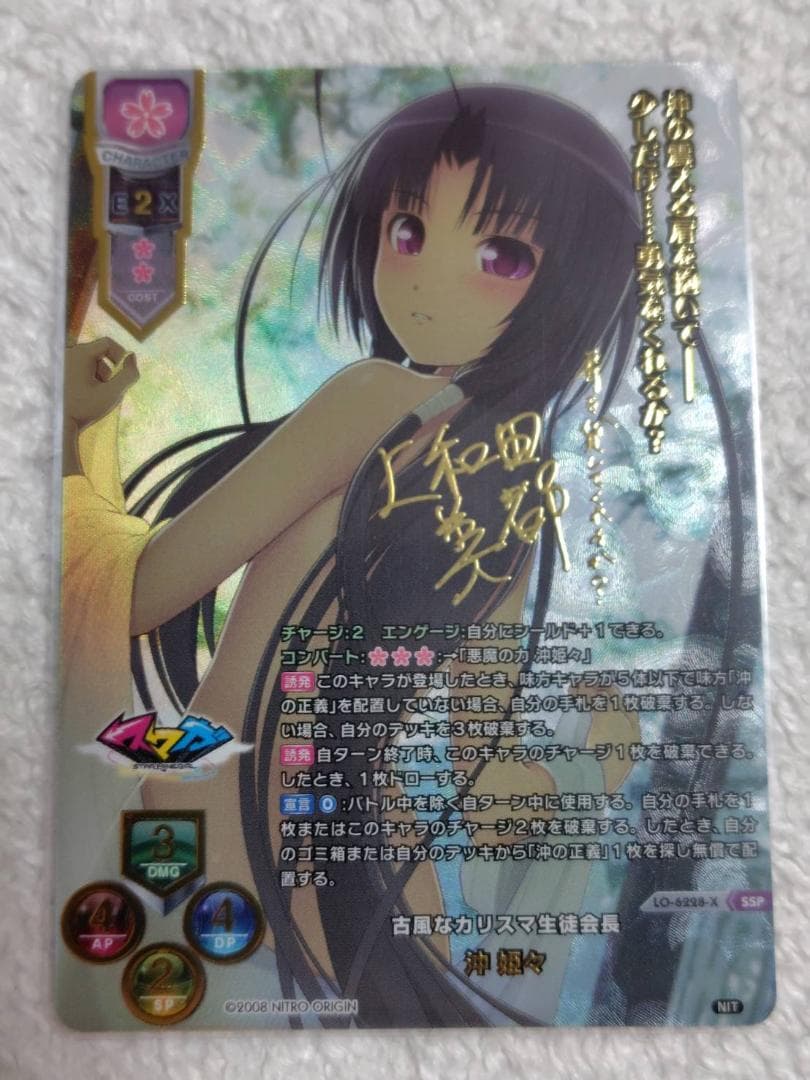 CHARACTER
E 2 X
COST
沖の震える肩を抱いて――
少しだけ……勇気をくれるか?
上和田
チャージ:2 エンゲージ:自分にシールド+1できる。
コンバート:🌸🌸🌸:→「悪魔の力 沖姫々」
誘発 このキャラが登場したとき、味方キャラが5体以下で味方「沖
の正義」を配置していない場合、自分の手札を1枚破棄する。しな
い場合、自分のデッキを3枚破棄する。
誘発 自ターン終了時、このキャラのチャージ1枚を破棄できる。
したとき、1枚ドローする。
宣言 0:バトル中を除く自ターン中に使用する。自分の手札を1
枚またはこのキャラのチャージ2枚を破棄する。したとき、自分
のゴミ箱または自分のデッキから「沖の正義」1枚を探し無償で配
置する。
スマガ
3
DMG
4
AP
4
DP
2
SP
LO-6228-X SSP
古風なカリスマ生徒会長
沖 姫々
©2008 NITRO ORIGIN
NIT